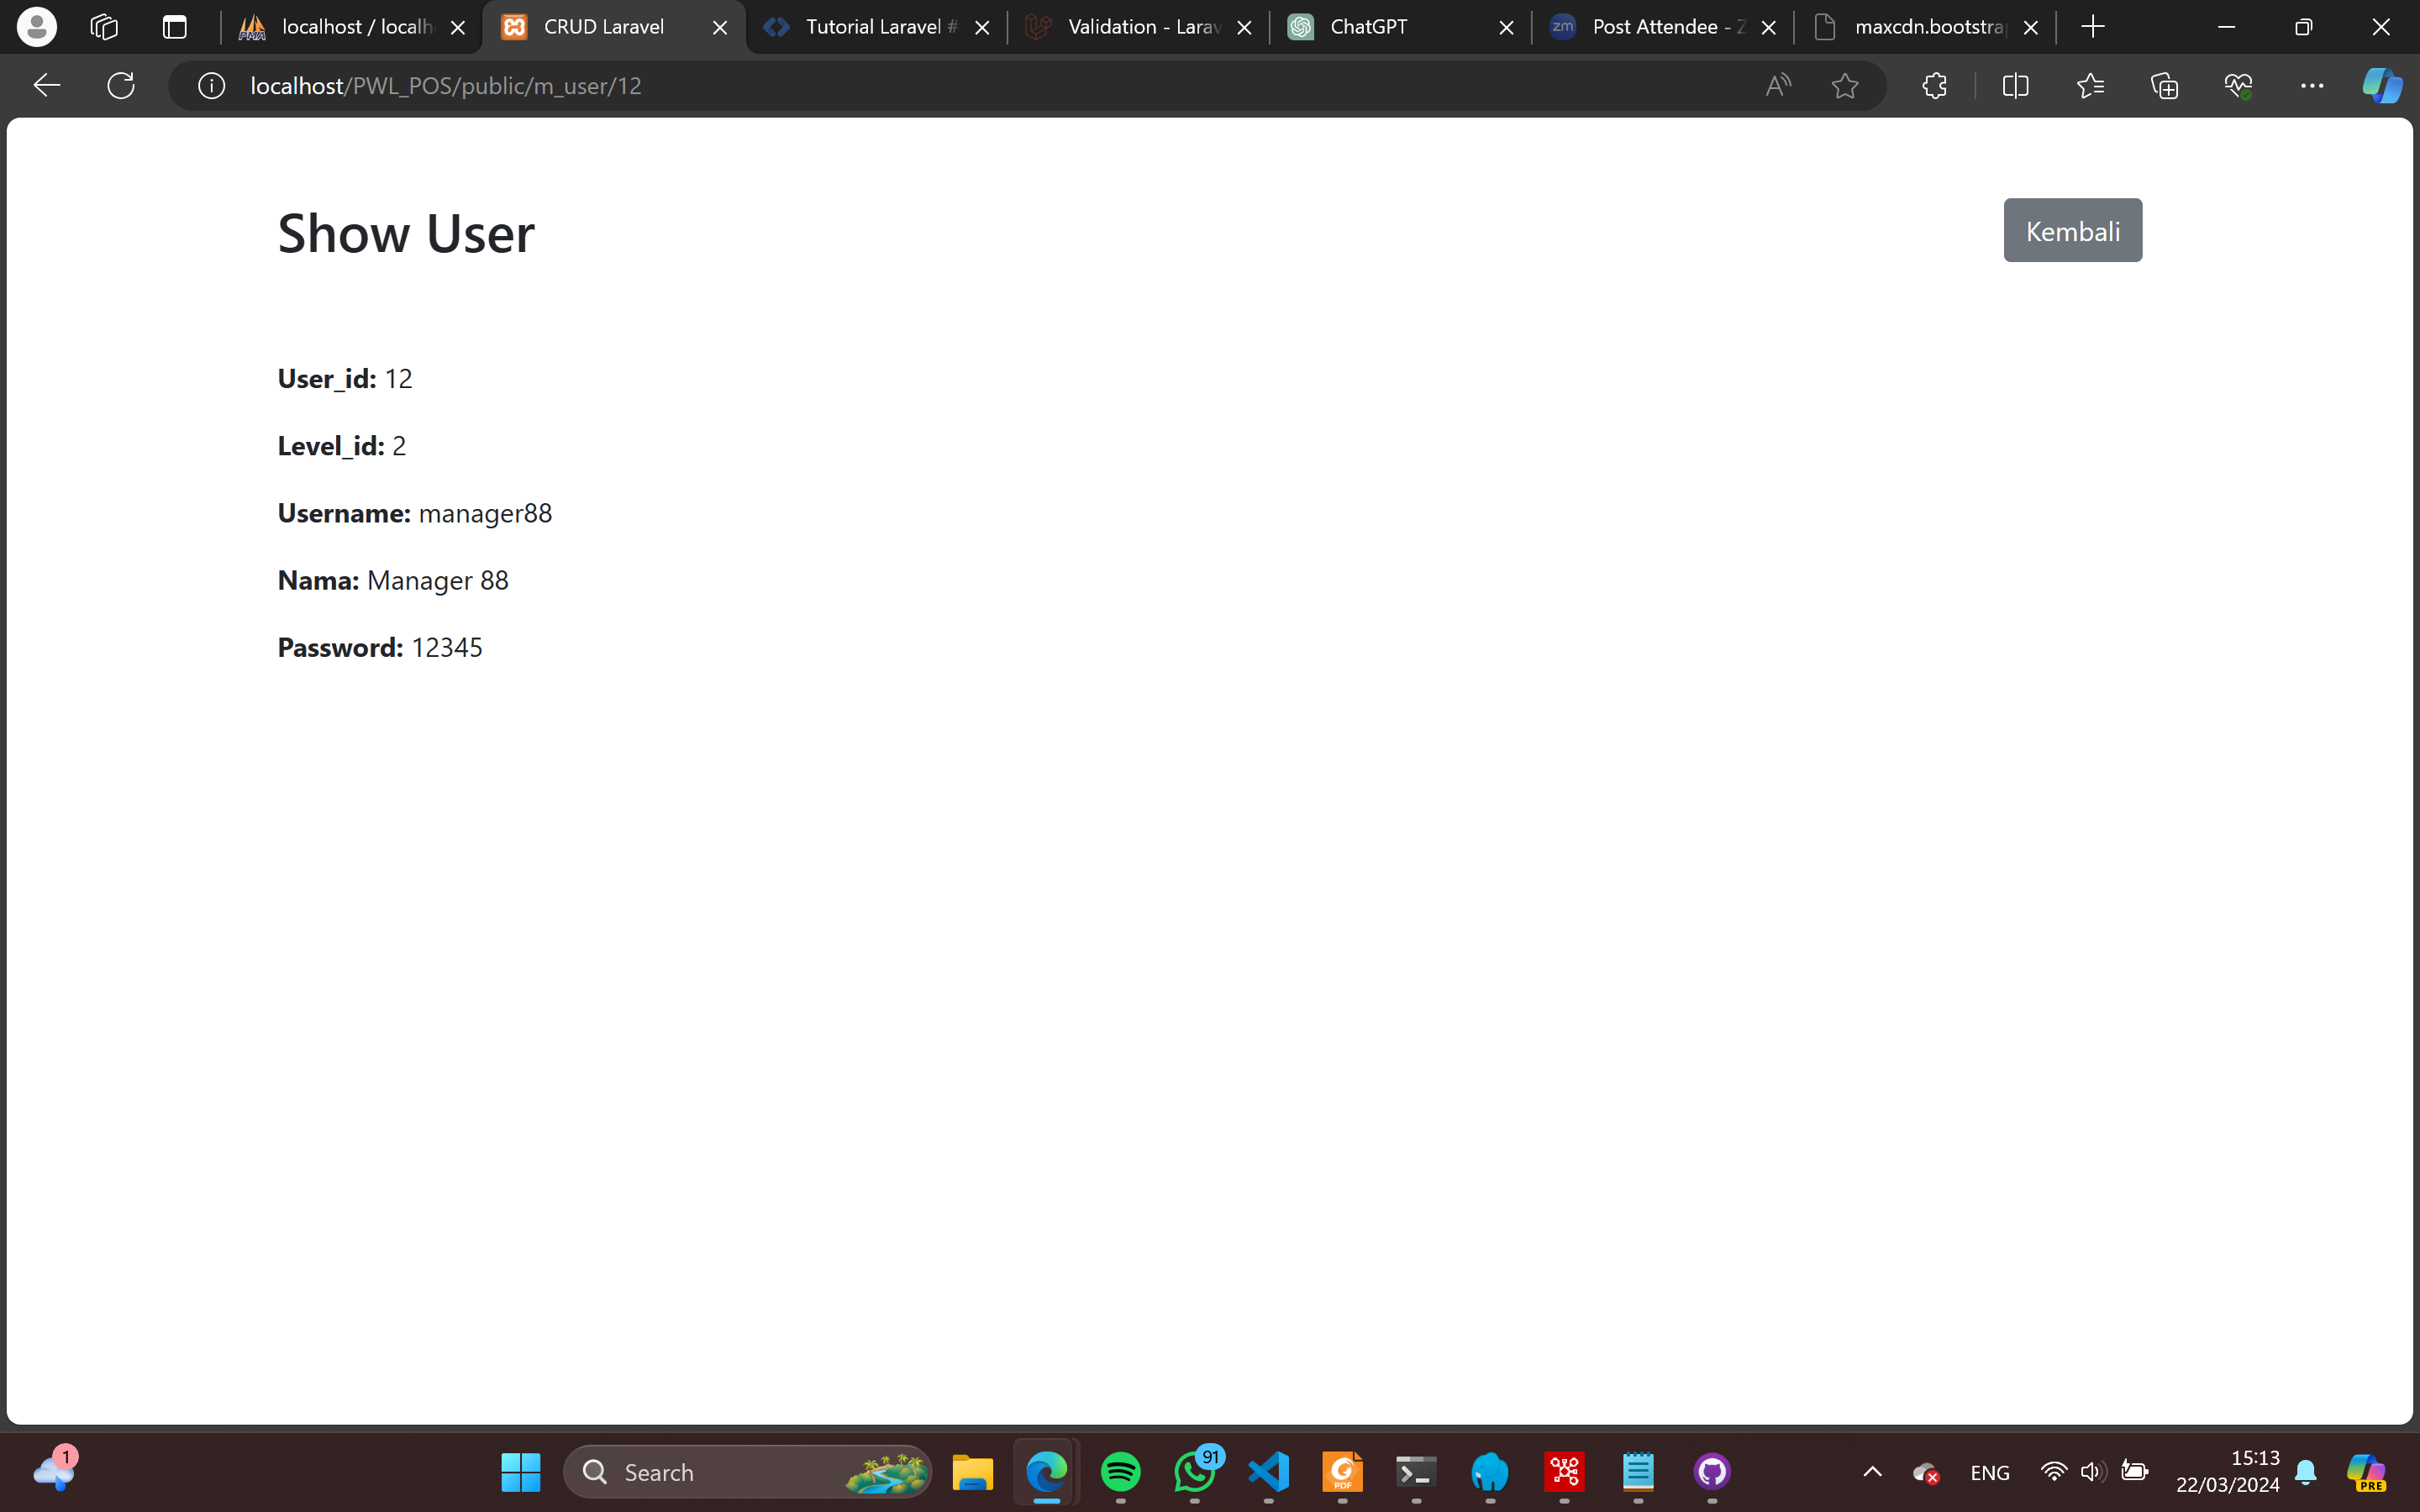 localhost / localh
CRUD Laravel
Tutorial Laravel #
Validation - Larav
ChatGPT
zm
Post Attendee - Z
maxcdn.bootstra
PMA
localhost/PWL_POS/public/m_user/12
Show User
Kembali
User_id: 12
Level_id: 2
Username: manager88
Nama: Manager 88
Password: 12345
1
Search
91
PDF
ENG
15:13
22/03/2024
PRE